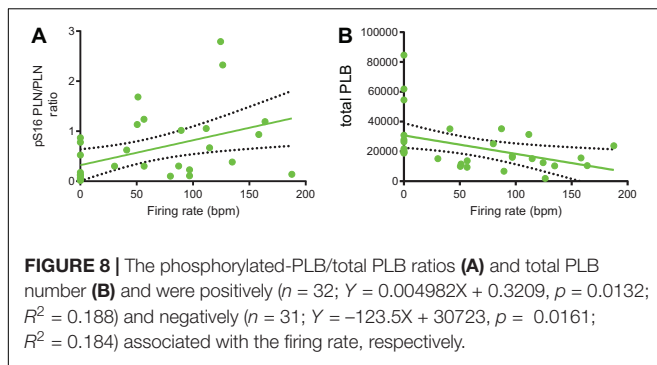 A
pS16 PLN/PLN
ratio
3
2
1
0
0 50 100 150 200
Firing rate (bpm)
B
total PLB
100000
80000
60000
40000
20000
0
0 50 100 150 200
Firing rate (bpm)
FIGURE 8 | The phosphorylated-PLB/total PLB ratios (A) and total PLB
number (B) and were positively (n = 32; Y = 0.004982X + 0.3209, p = 0.0132;
R² = 0.188) and negatively (n = 31; Y = –123.5X + 30723, p = 0.0161;
R² = 0.184) associated with the firing rate, respectively.